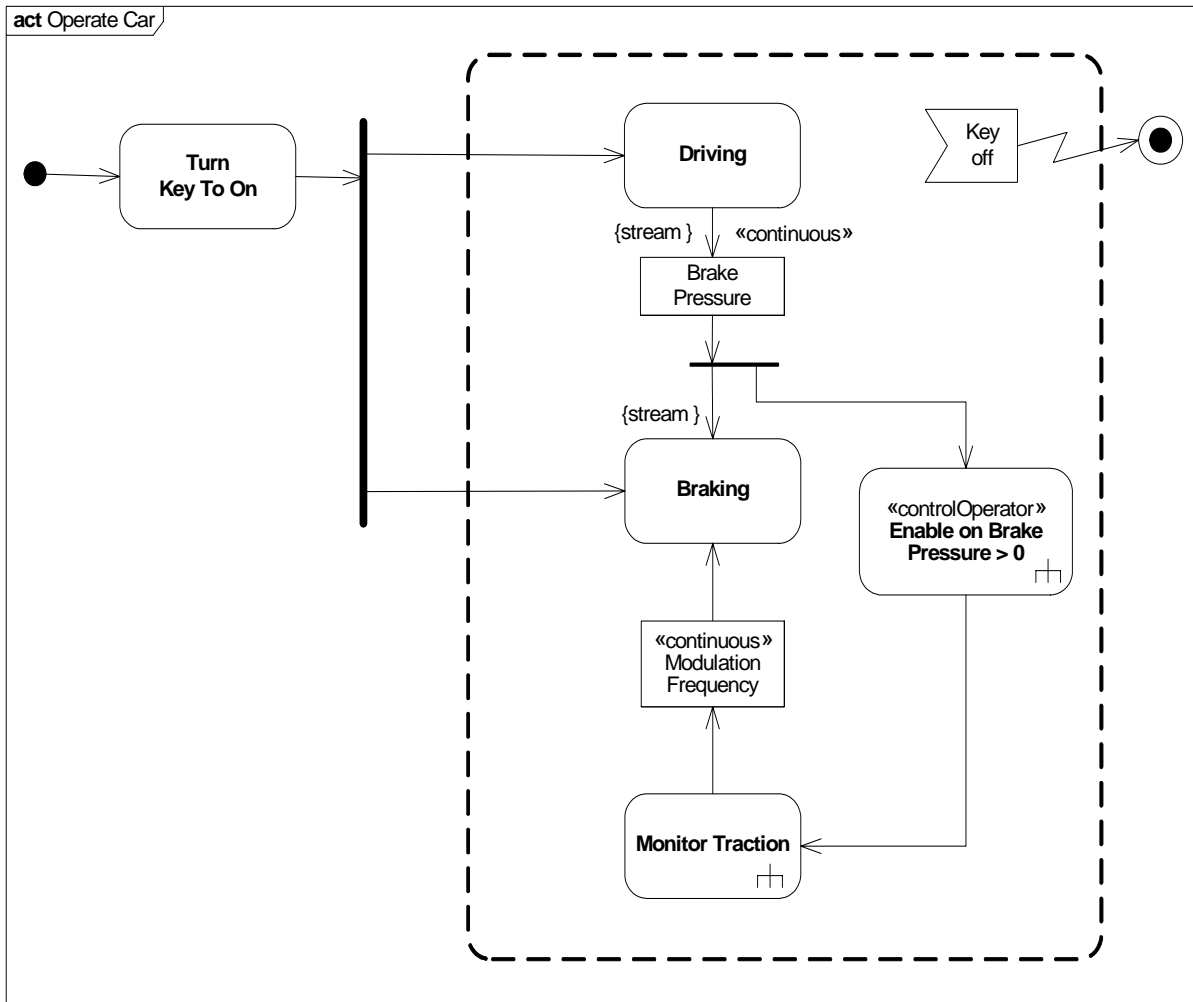 act Operate Car
Turn
Key To On
Driving
Key
off
{stream }
«continuous»
Brake
Pressure
{stream }
Braking
«controlOperator»
Enable on Brake
Pressure > 0
«continuous»
Modulation
Frequency
Monitor Traction